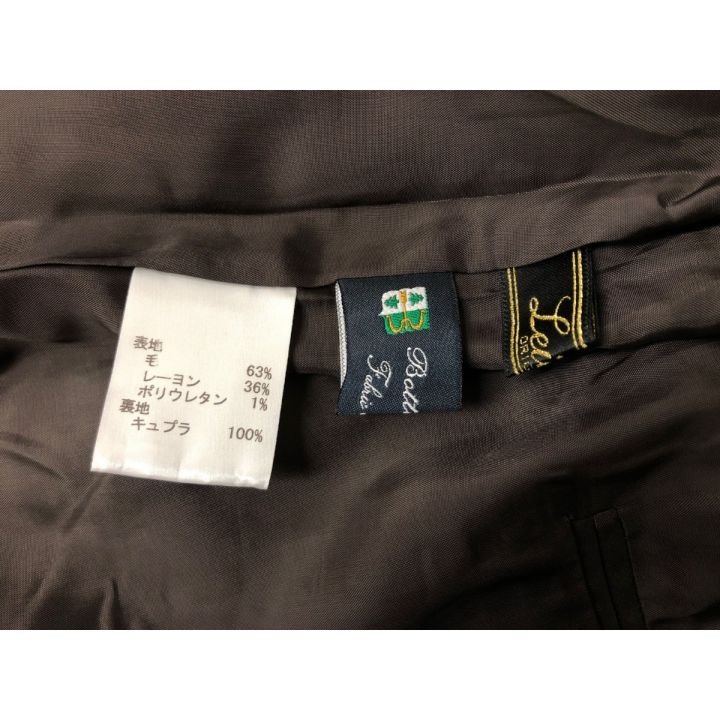 表地
毛 63%
レーヨン 36%
ポリウレタン 1%
裏地
キュプラ 100%